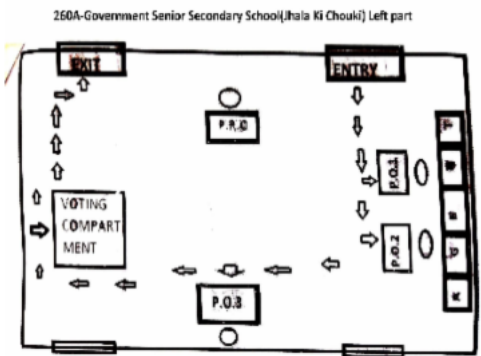 260A-Government Senior Secondary School(Jhala Ki Chouki) Left part
EXIT
ENTRY
P.R.O
P.O.1
VOTING
COMPART
MENT
P.O.2
P.O.3